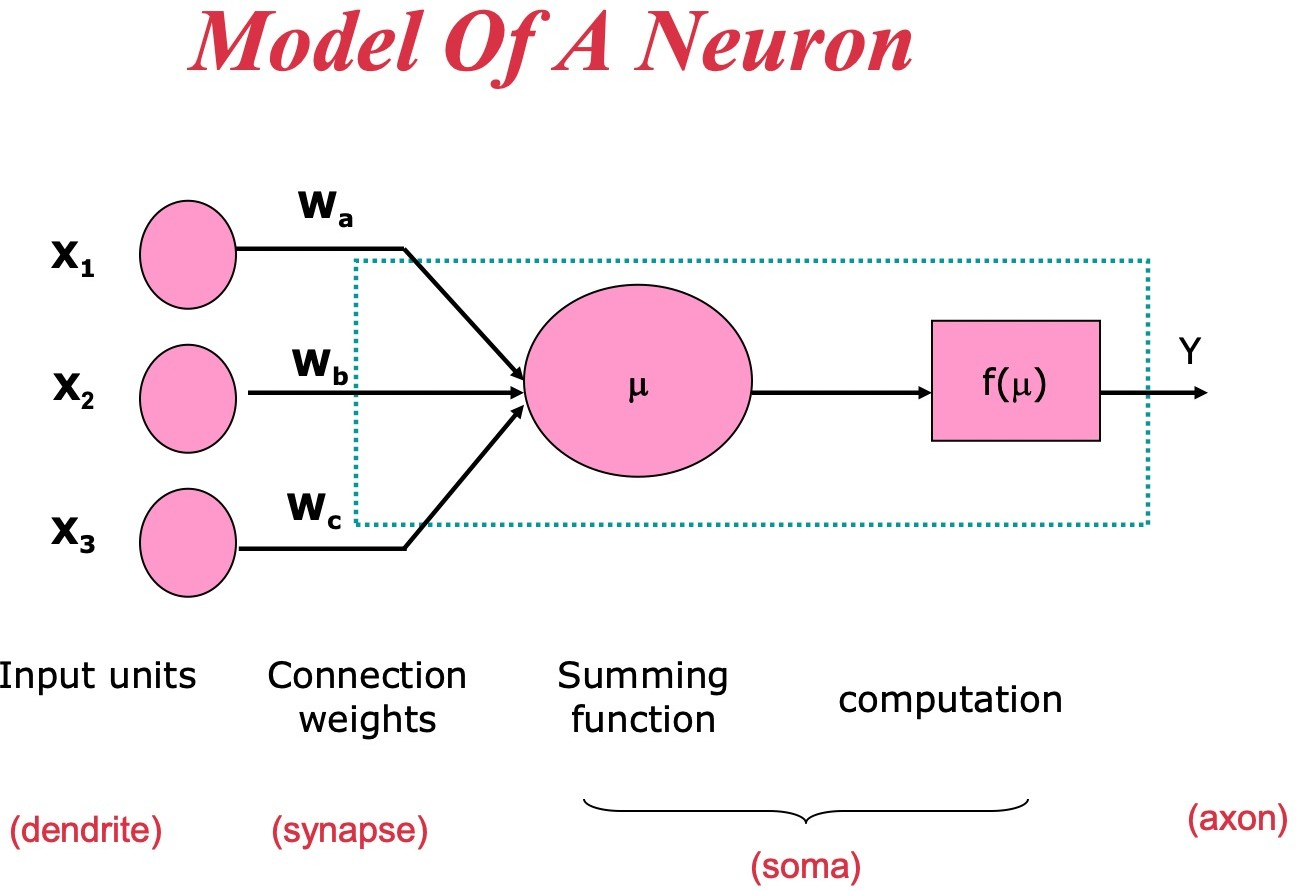 Model Of A Neuron
Wa
X1
Wb
X2
μ
f(μ)
Y
Wc
X3
Input units
Connection
weights
Summing
function
computation
(dendrite)
(synapse)
(soma)
(axon)